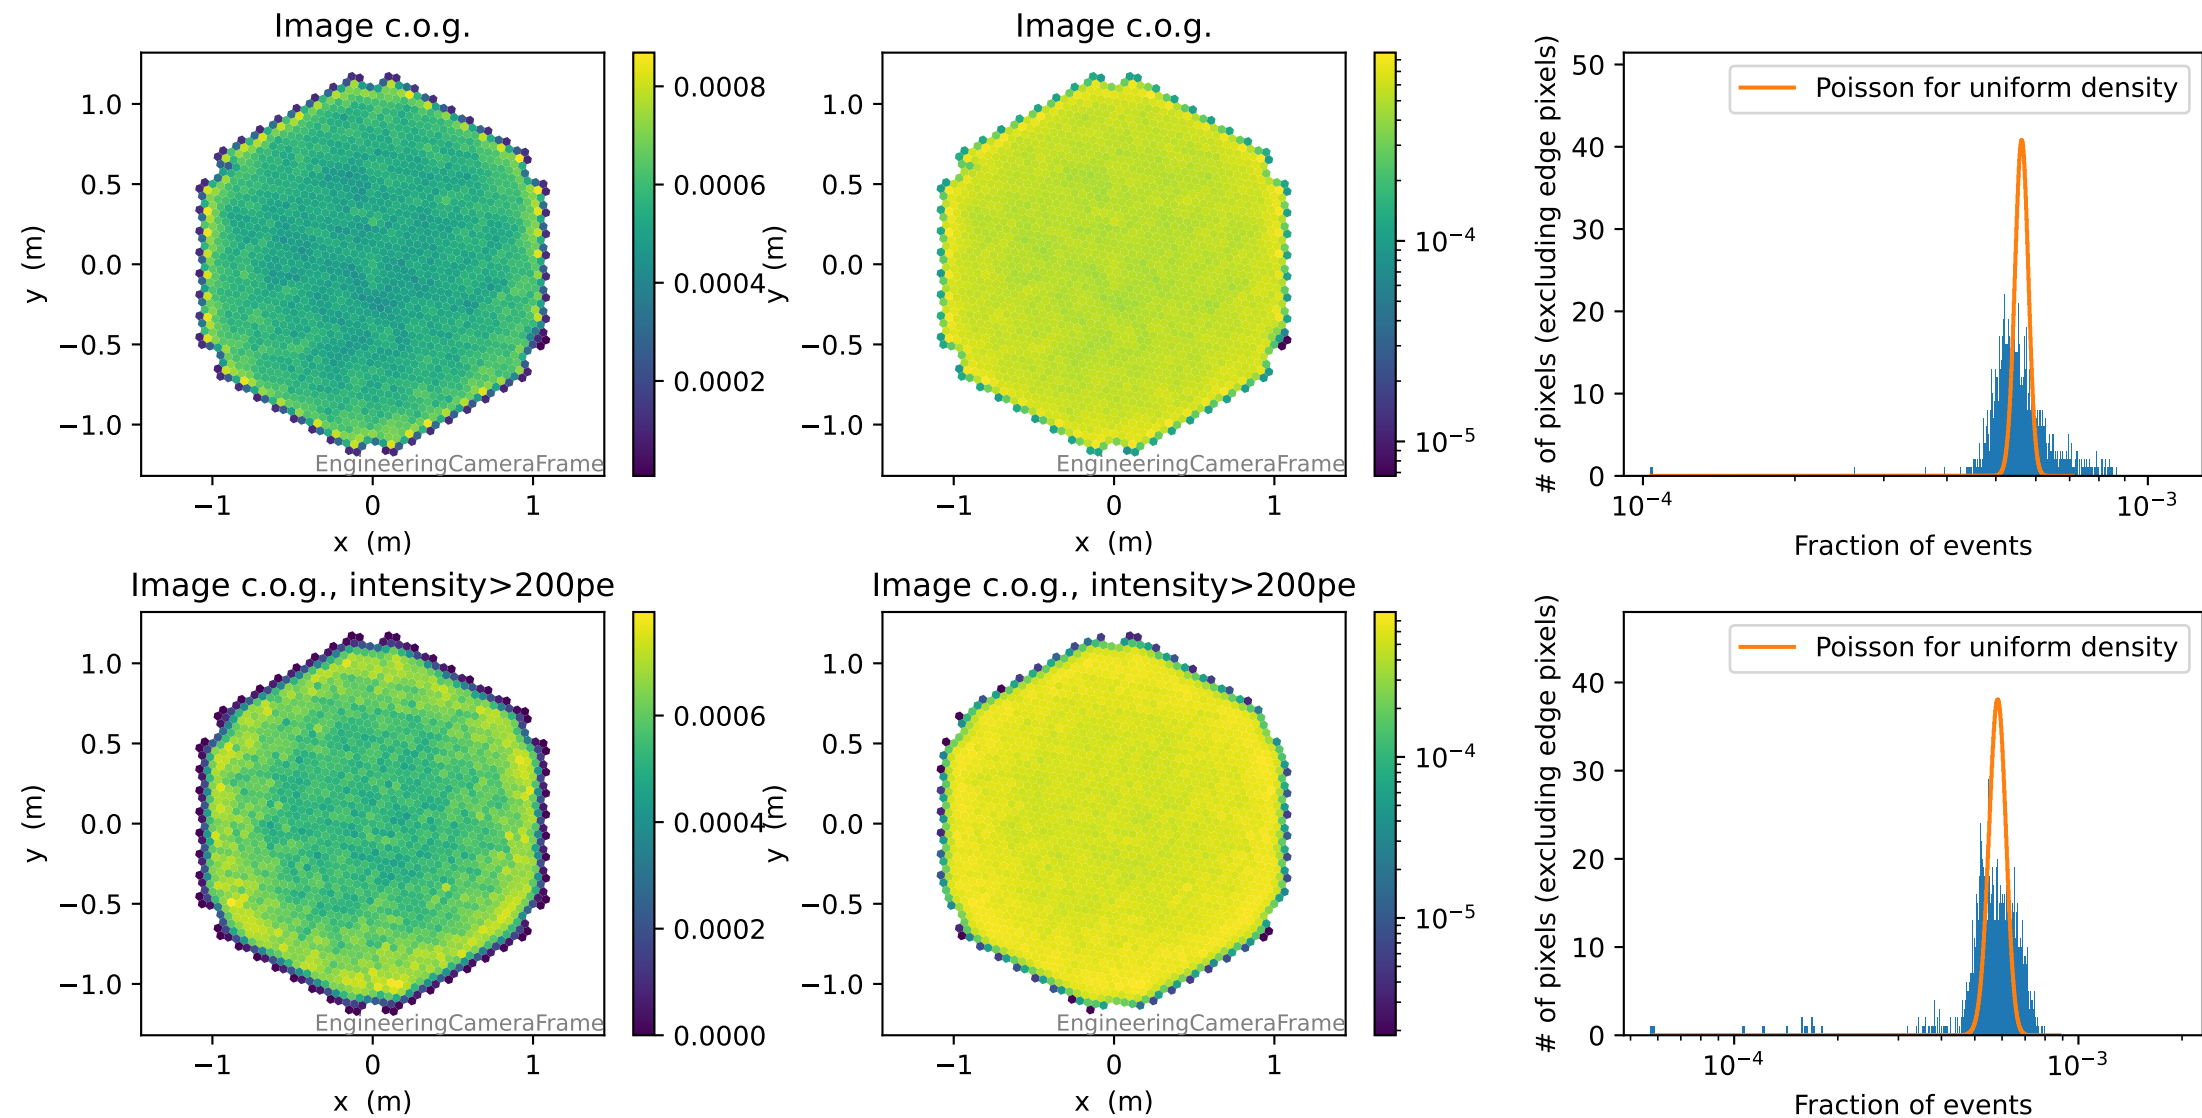 Image c.o.g.
1.0
0.5
0.0
−0.5
−1.0
y (m)
−1 0 1
x (m)
EngineeringCameraFrame
0.0008
0.0006
0.0004
0.0002
Image c.o.g.
1.0
0.5
0.0
−0.5
−1.0
y (m)
−1 0 1
x (m)
EngineeringCameraFrame
10−4
10−5
Poisson for uniform density
50
40
30
20
10
0
# of pixels (excluding edge pixels)
10−4 10−3
Fraction of events
Image c.o.g., intensity>200pe
1.0
0.5
0.0
−0.5
−1.0
y (m)
−1 0 1
x (m)
EngineeringCameraFrame
0.0006
0.0004
0.0002
0.0000
Image c.o.g., intensity>200pe
1.0
0.5
0.0
−0.5
−1.0
y (m)
−1 0 1
x (m)
EngineeringCameraFrame
10−4
10−5
Poisson for uniform density
40
30
20
10
0
# of pixels (excluding edge pixels)
10−4 10−3
Fraction of events